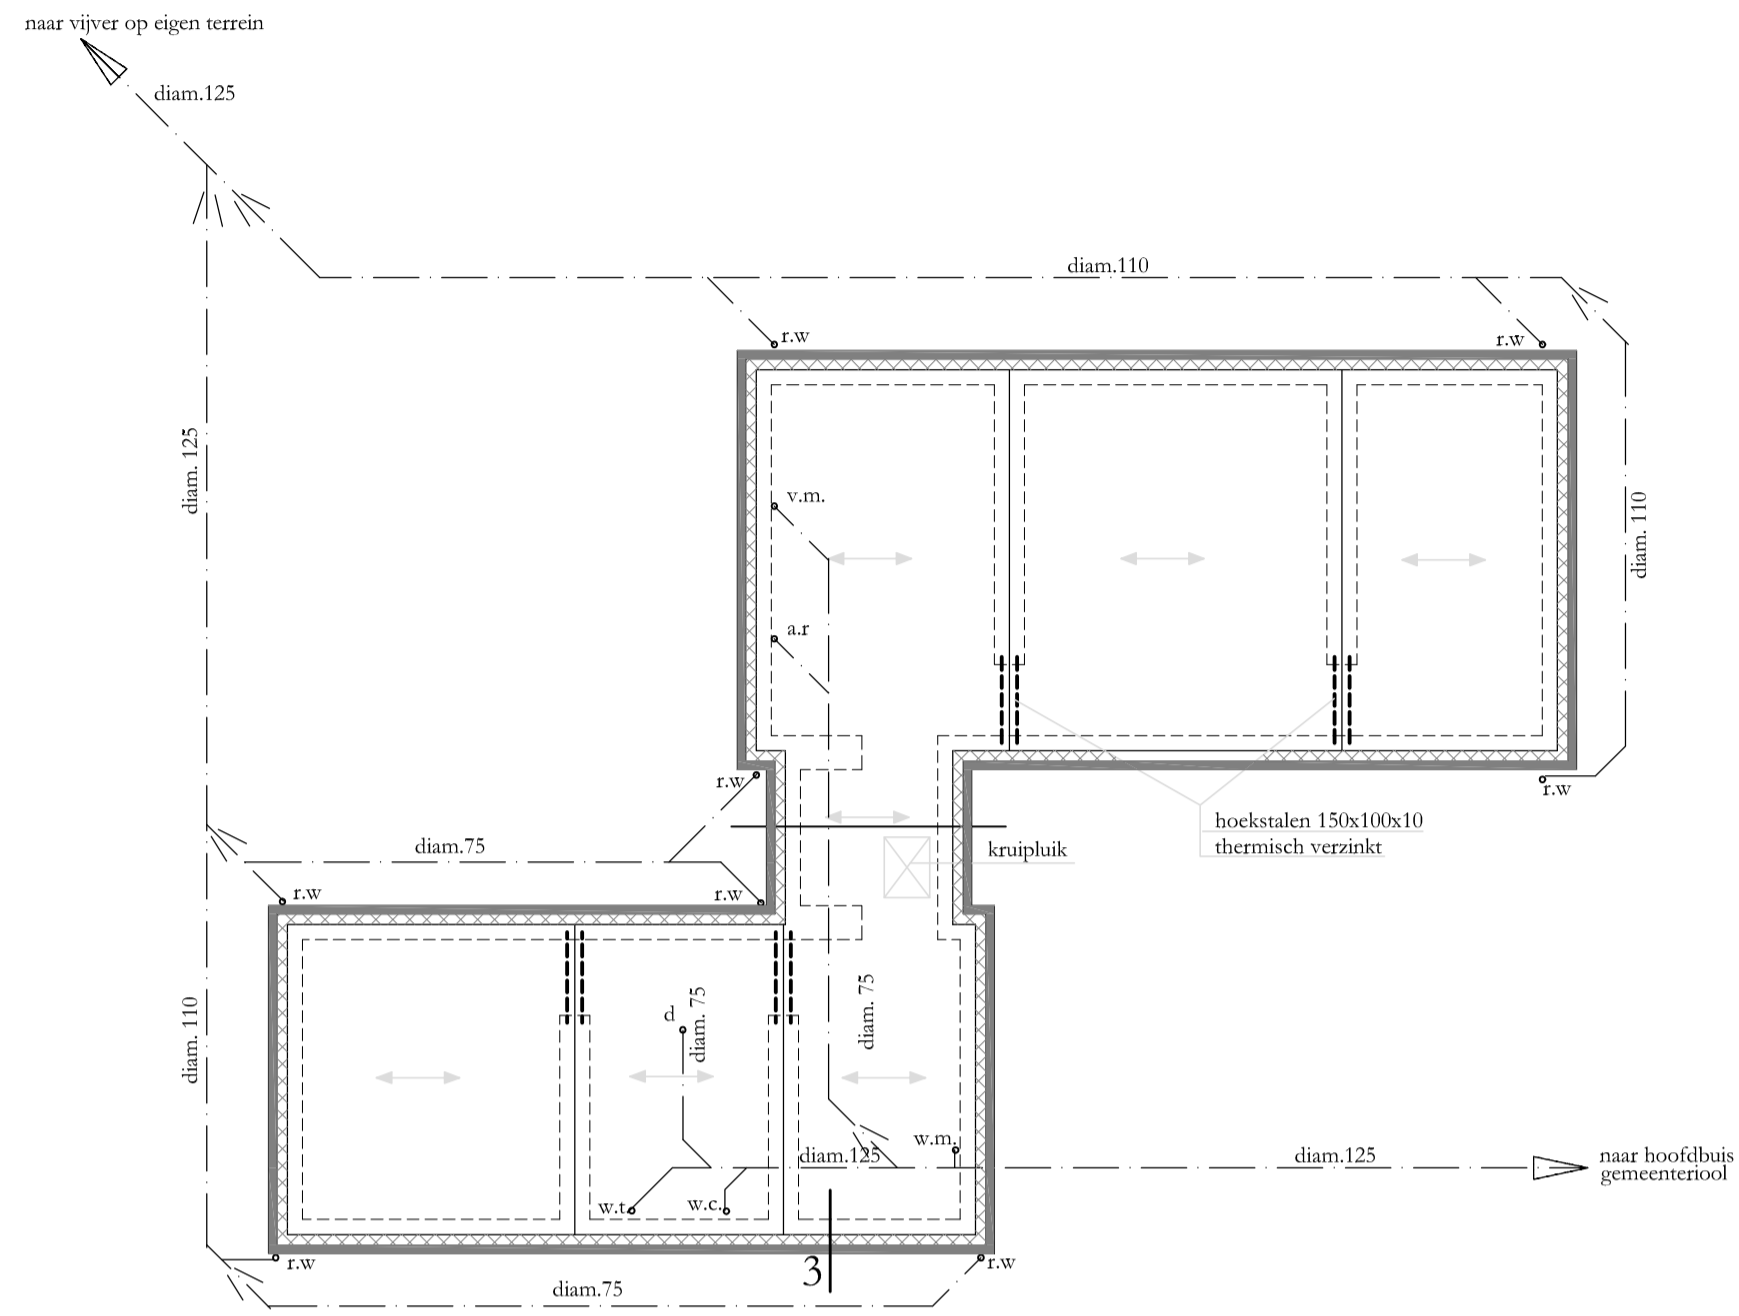 naar vijver op eigen terrein
diam.125
diam.110
r.w
r.w
diam. 125
v.m.
diam. 110
a.r
r.w
r.w
hoekstalen 150x100x10
thermisch verzinkt
diam.75
kruipluik
r.w
r.w
diam. 110
d
diam. 75
diam. 75
w.m.
diam.125
diam.125
naar hoofdbuis
gemeenteriool
w.t.
w.c.
r.w
3
r.w
diam.75